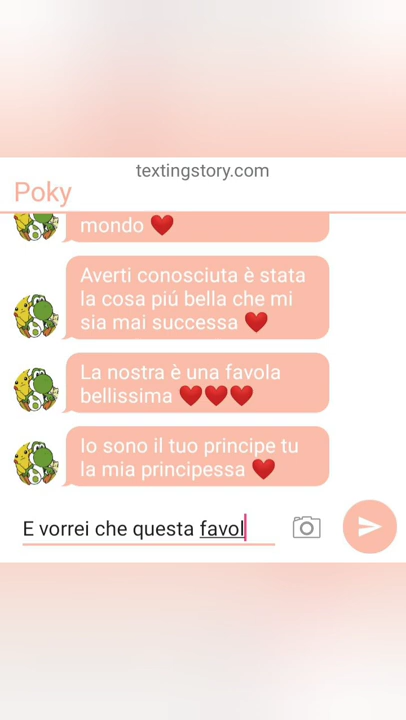 textingstory.com
Poky
mondo ❤️
Averti conosciuta è stata
la cosa piú bella che mi
sia mai successa ❤️
La nostra è una favola
bellissima ❤️❤️❤️
Io sono il tuo principe tu
la mia principessa ❤️
E vorrei che questa favol